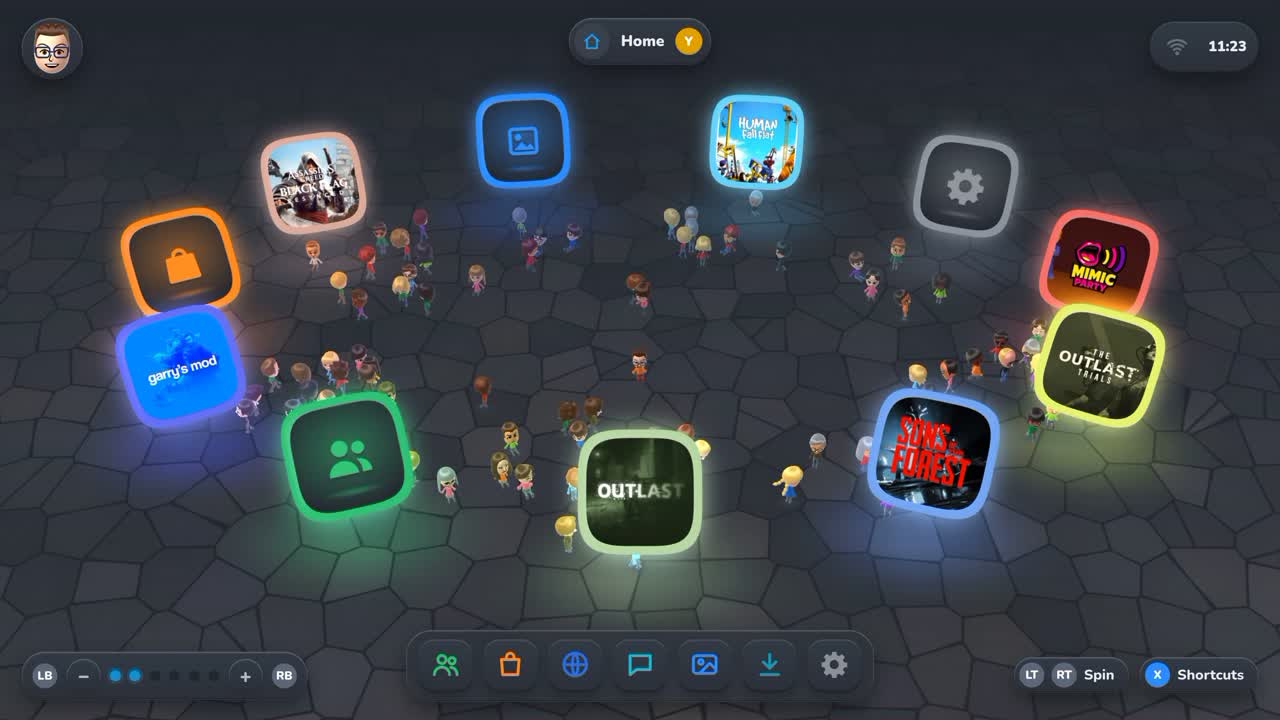 Home Y
11:23
ASSASSIN'S
CREED
BLACK FLAG
HUMAN
fall flat
MIMIC
PARTY
garry's mod
THE
OUTLAST
TRIALS
SONS
OF THE
FOREST
OUTLAST
LB − + RB
LT RT Spin
X Shortcuts